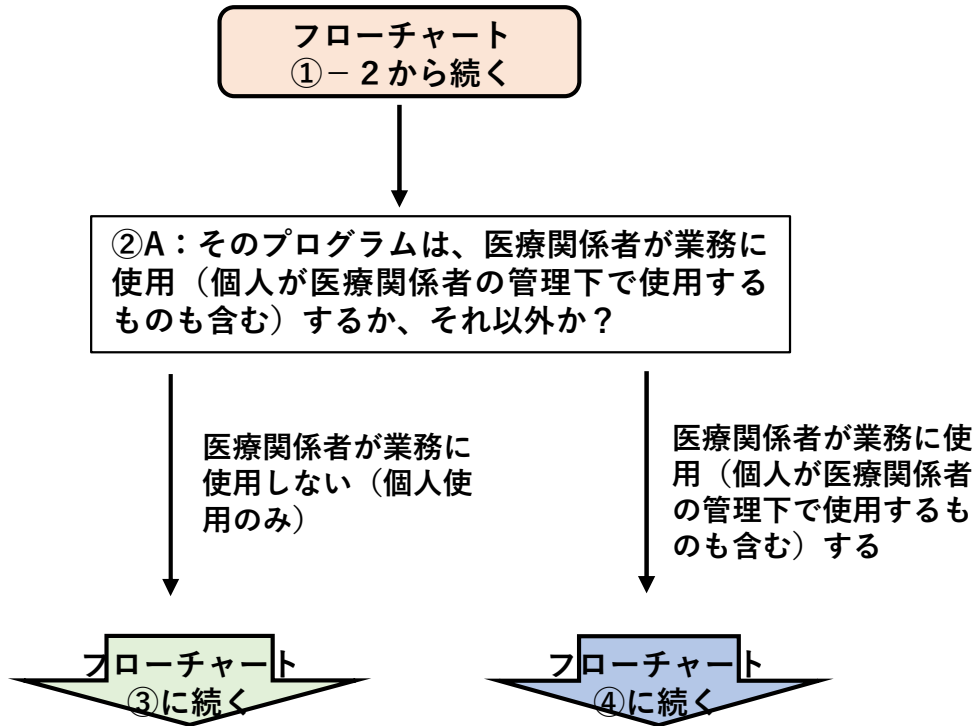 フローチャート
①－2から続く
②A：そのプログラムは、医療関係者が業務に
使用（個人が医療関係者の管理下で使用する
ものも含む）するか、それ以外か？
医療関係者が業務に
使用しない（個人使
用のみ）
医療関係者が業務に使
用（個人が医療関係者
の管理下で使用するも
のも含む）する
フローチャート
③に続く
フローチャート
④に続く